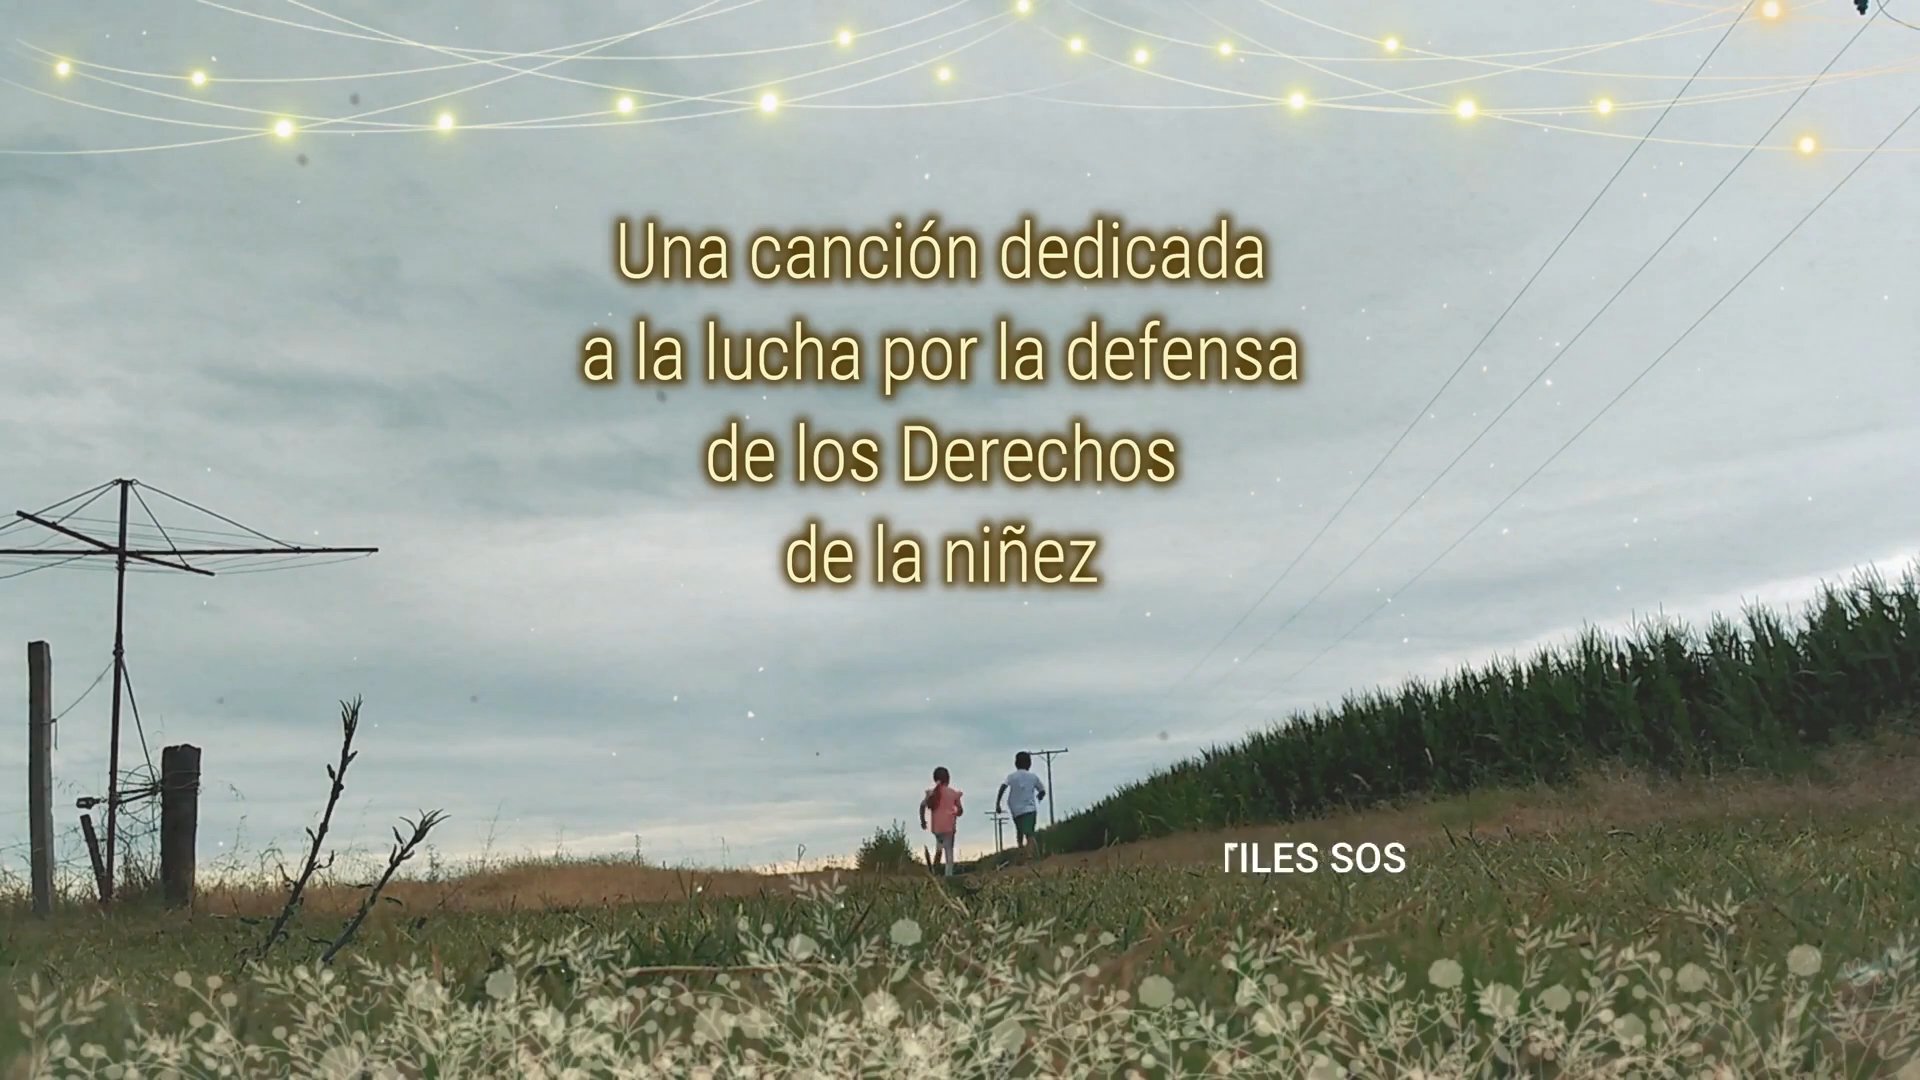 Una canción dedicada
a la lucha por la defensa
de los Derechos
de la niñez
TILES SOS